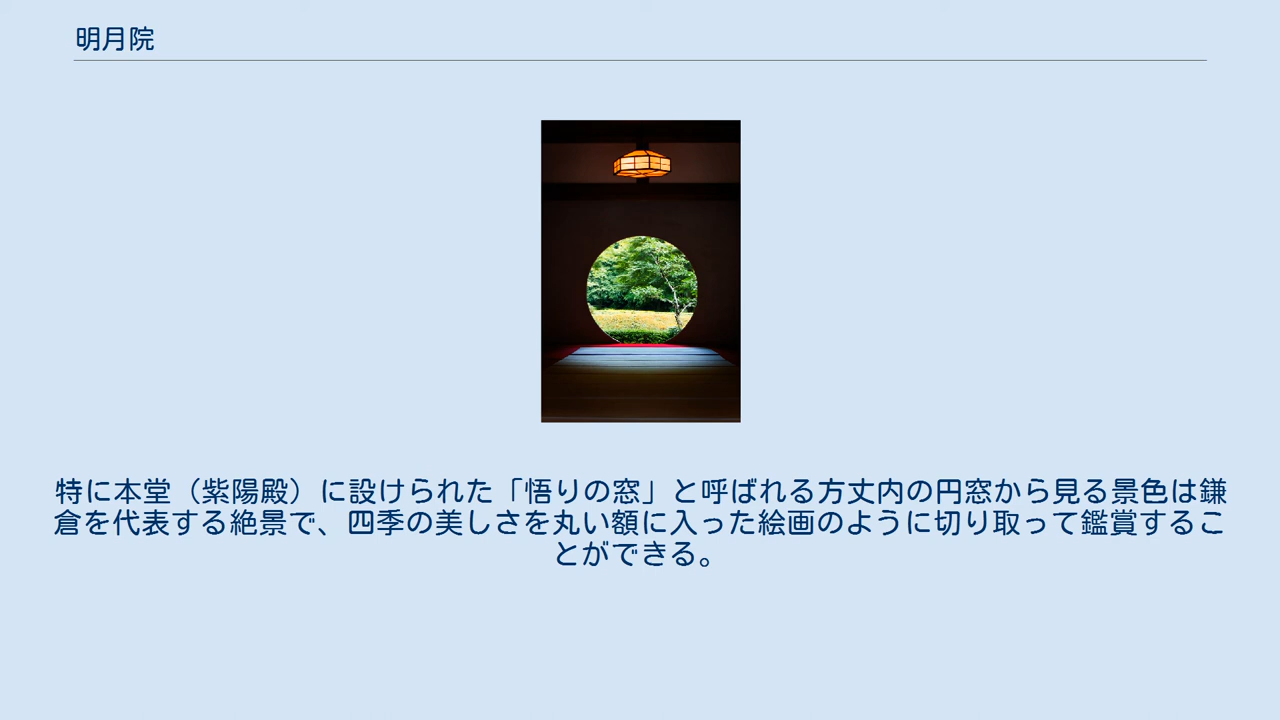 明月院
特に本堂（紫陽殿）に設けられた「悟りの窓」と呼ばれる方丈内の円窓から見る景色は鎌
倉を代表する絶景で、四季の美しさを丸い額に入った絵画のように切り取って鑑賞するこ
とができる。